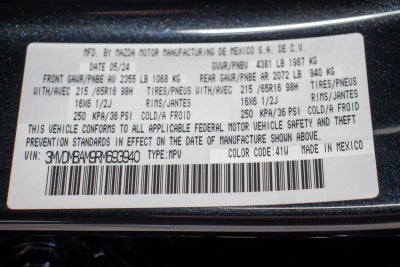 MFD. BY MAZDA MOTOR MANUFACTURING DE MEXICO S.A. DE C.V.
DATE 05/24 GVWR/PNBV 4381 LB 1987 KG
FRONT GAWR/PNBE AV 2355 LB 1068 KG REAR GAWR/PNBE AR 2072 LB 940 KG
WITH/AVEC 215 /65R16 98H TIRES/PNEUS WITH/AVEC 215 /65R16 98H TIRES/PNEUS
16X6 1/2J RIMS/JANTES 16X6 1/2J RIMS/JANTES
250 KPA/36 PSI COLD/A FROID 250 KPA/36 PSI COLD/A FROID
THIS VEHICLE CONFORMS TO ALL APPLICABLE FEDERAL MOTOR VEHICLE SAFETY AND THEFT
PREVENTION STANDARDS IN EFFECT ON THE DATE OF MANUFACTURE SHOWN ABOVE.
VIN: 3MVDMBAM9RM693940 TYPE:MPV COLOR CODE:41W MADE IN MEXICO